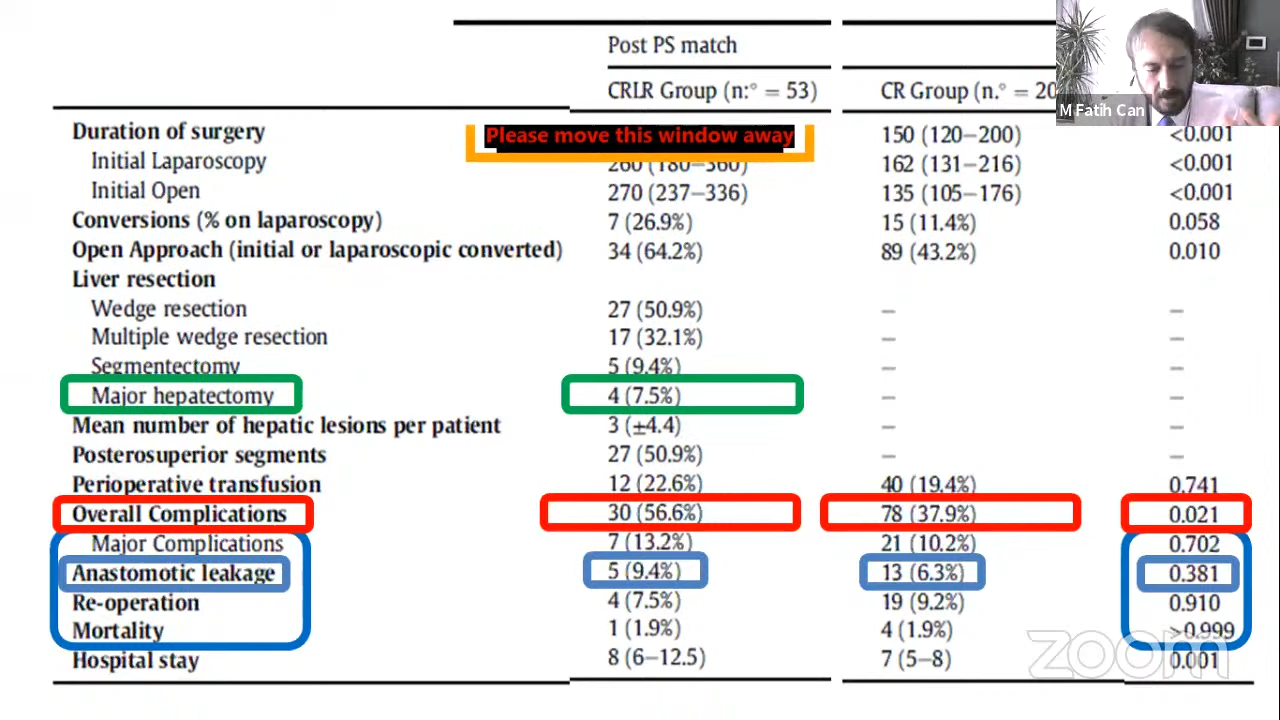 Post PS match
CRLR Group (n:° = 53) CR Group (n.° = 20
M Fatih Can
Duration of surgery Please move this window away 150 (120–200) <0.001
Initial Laparoscopy 260 (180–360) 162 (131–216) <0.001
Initial Open 270 (237–336) 135 (105–176) <0.001
Conversions (% on laparoscopy) 7 (26.9%) 15 (11.4%) 0.058
Open Approach (initial or laparoscopic converted) 34 (64.2%) 89 (43.2%) 0.010
Liver resection
Wedge resection 27 (50.9%) – –
Multiple wedge resection 17 (32.1%) – –
Segmentectomy 5 (9.4%) – –
Major hepatectomy 4 (7.5%) – –
Mean number of hepatic lesions per patient 3 (±4.4) – –
Posterosuperior segments 27 (50.9%) – –
Perioperative transfusion 12 (22.6%) 40 (19.4%) 0.741
Overall Complications 30 (56.6%) 78 (37.9%) 0.021
Major Complications 7 (13.2%) 21 (10.2%) 0.702
Anastomotic leakage 5 (9.4%) 13 (6.3%) 0.381
Re-operation 4 (7.5%) 19 (9.2%) 0.910
Mortality 1 (1.9%) 4 (1.9%) >0.999
Hospital stay 8 (6–12.5) 7 (5–8) 0.001
zoom